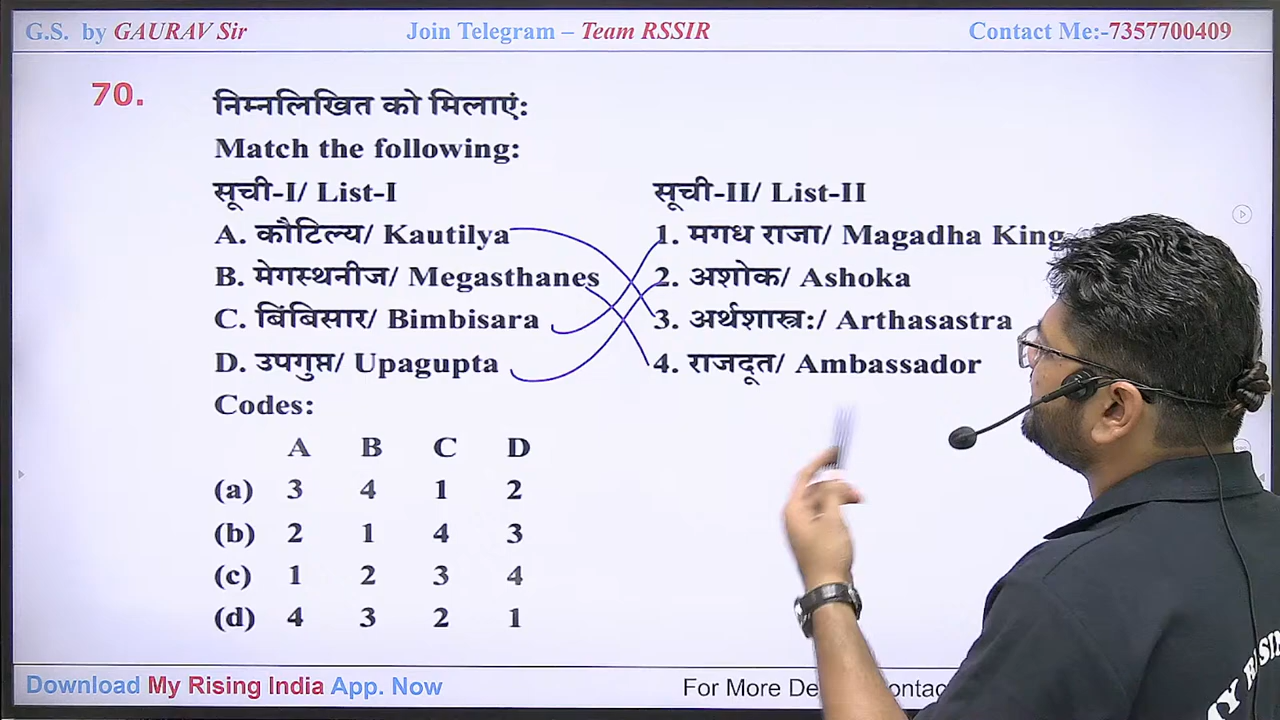 G.S. by GAURAV Sir
Join Telegram – Team RSSIR
Contact Me:-7357700409
70.
निम्नलिखित को मिलाएं:
Match the following:
सूची-I/ List-I
सूची-II/ List-II
A. कौटिल्य/ Kautilya
1. मगध राजा/ Magadha King
B. मेगस्थनीज/ Megasthanes
2. अशोक/ Ashoka
C. बिंबिसार/ Bimbisara
3. अर्थशास्त्र:/ Arthasastra
D. उपगुप्त/ Upagupta
4. राजदूत/ Ambassador
Codes:
A B C D
(a) 3 4 1 2
(b) 2 1 4 3
(c) 1 2 3 4
(d) 4 3 2 1
Download My Rising India App. Now
For More